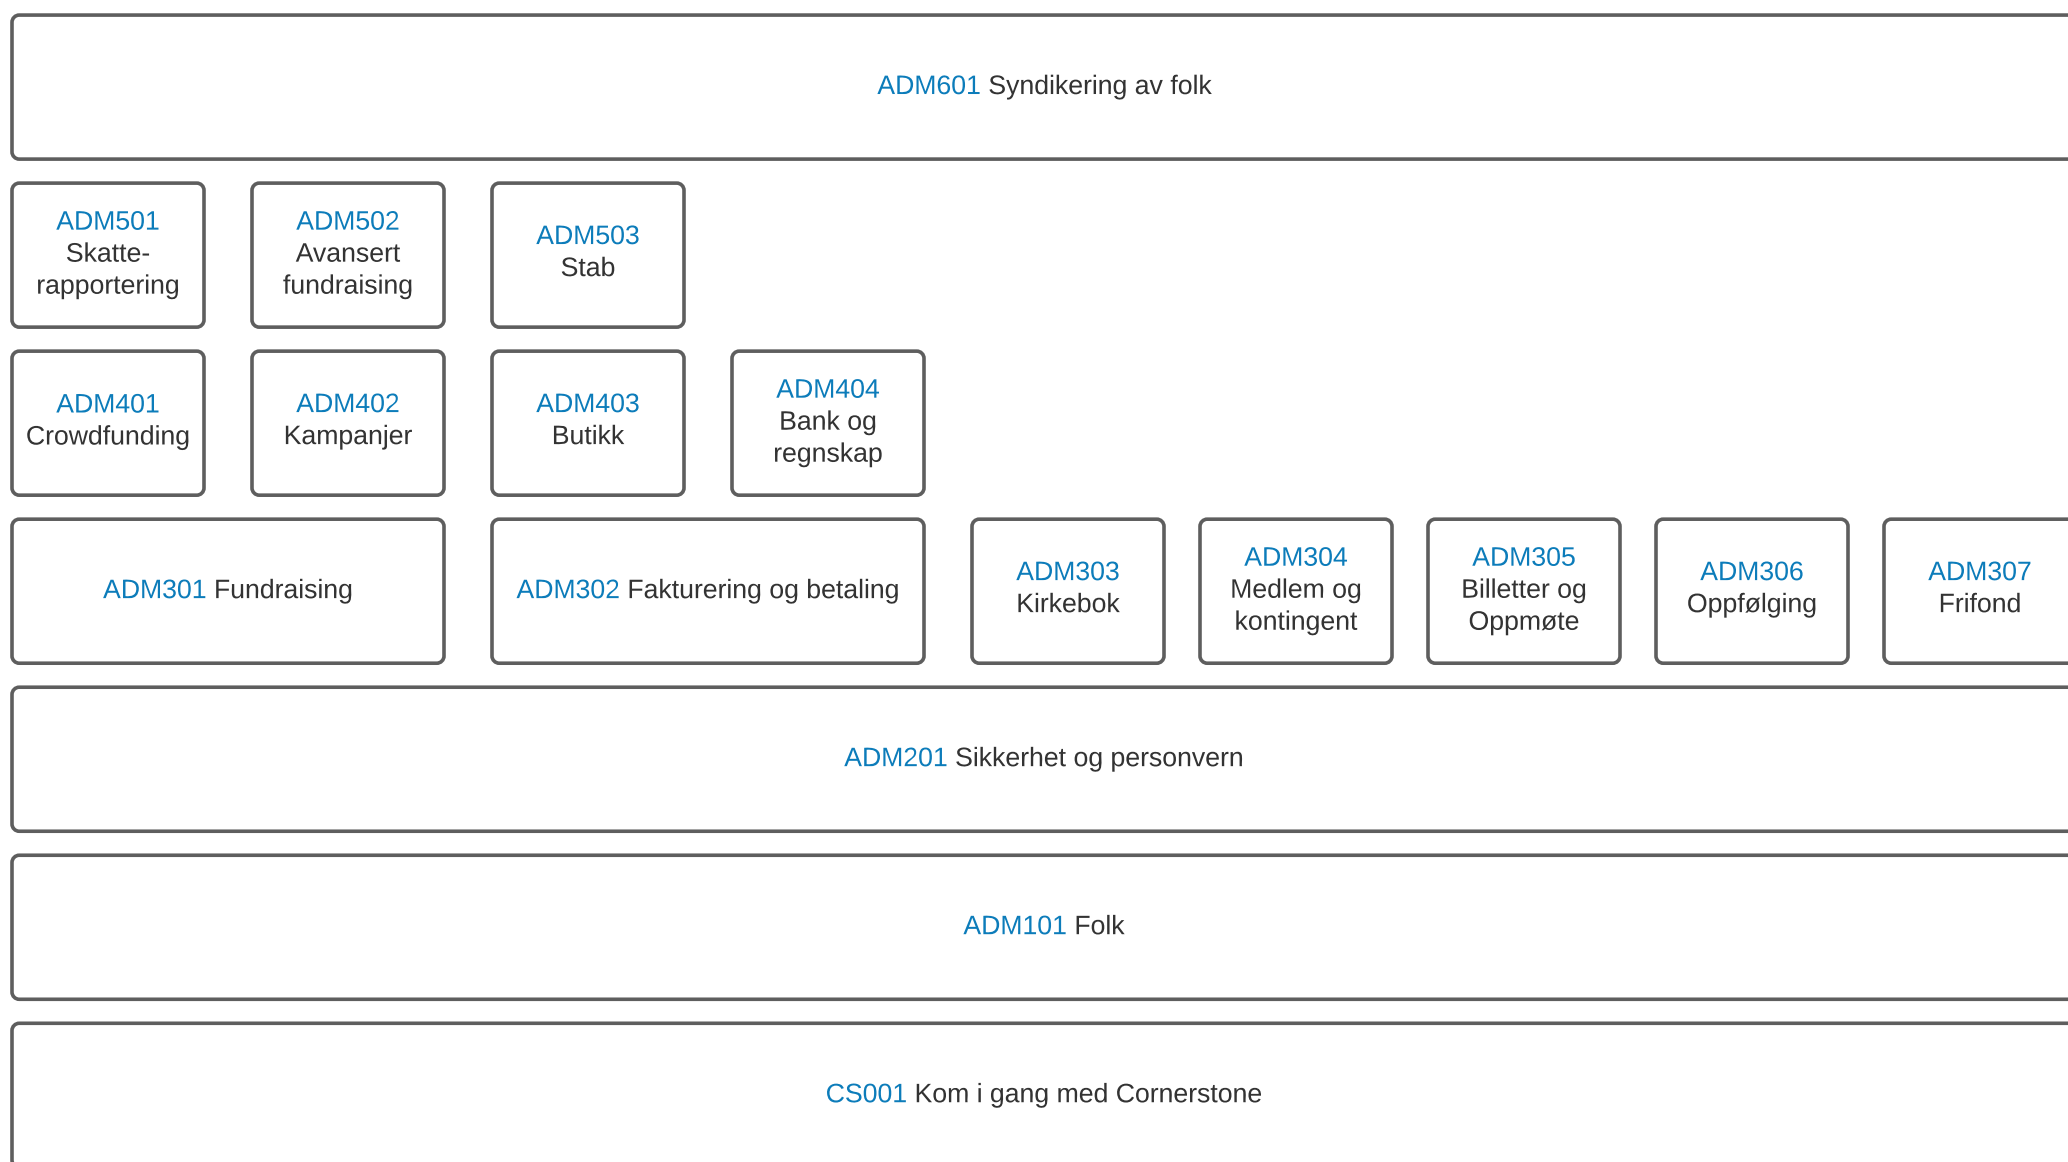 ADM601 Syndikering av folk
ADM501
Skatte-
rapportering
ADM502
Avansert
fundraising
ADM503
Stab
ADM401
Crowdfunding
ADM402
Kampanjer
ADM403
Butikk
ADM404
Bank og
regnskap
ADM301 Fundraising
ADM302 Fakturering og betaling
ADM303
Kirkebok
ADM304
Medlem og
kontingent
ADM305
Billetter og
Oppmøte
ADM306
Oppfølging
ADM307
Frifond
ADM201 Sikkerhet og personvern
ADM101 Folk
CS001 Kom i gang med Cornerstone